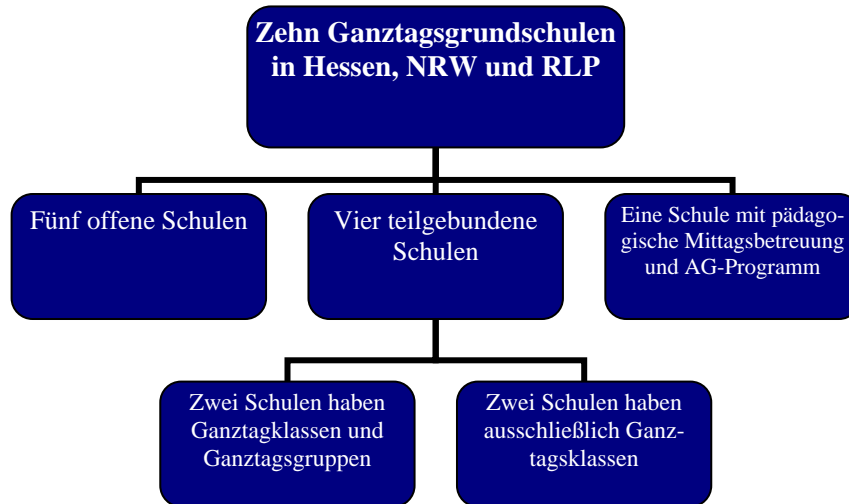 Zehn Ganztagsgrundschulen
in Hessen, NRW und RLP
Fünf offene Schulen
Vier teilgebundene
Schulen
Eine Schule mit pädago-
gische Mittagsbetreuung
und AG-Programm
Zwei Schulen haben
Ganztagklassen und
Ganztagsgruppen
Zwei Schulen haben
ausschließlich Ganz-
tagsklassen